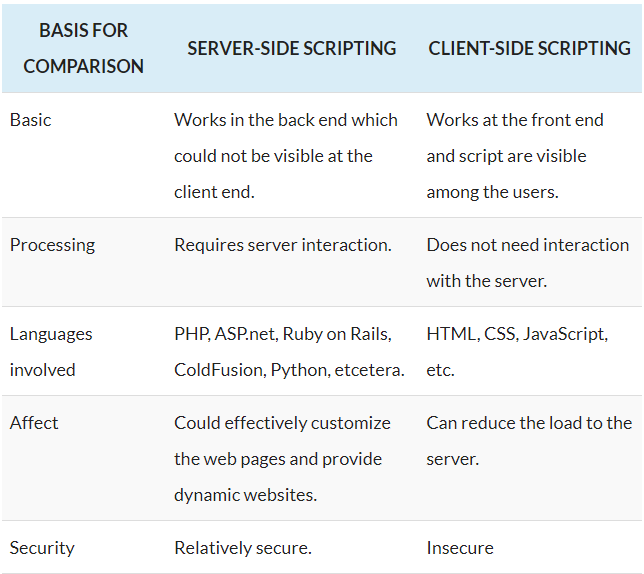 BASIS FOR
COMPARISON
SERVER-SIDE SCRIPTING
CLIENT-SIDE SCRIPTING
Basic
Works in the back end which
could not be visible at the
client end.
Works at the front end
and script are visible
among the users.
Processing
Requires server interaction.
Does not need interaction
with the server.
Languages
involved
PHP, ASP.net, Ruby on Rails,
ColdFusion, Python, etcetera.
HTML, CSS, JavaScript,
etc.
Affect
Could effectively customize
the web pages and provide
dynamic websites.
Can reduce the load to the
server.
Security
Relatively secure.
Insecure